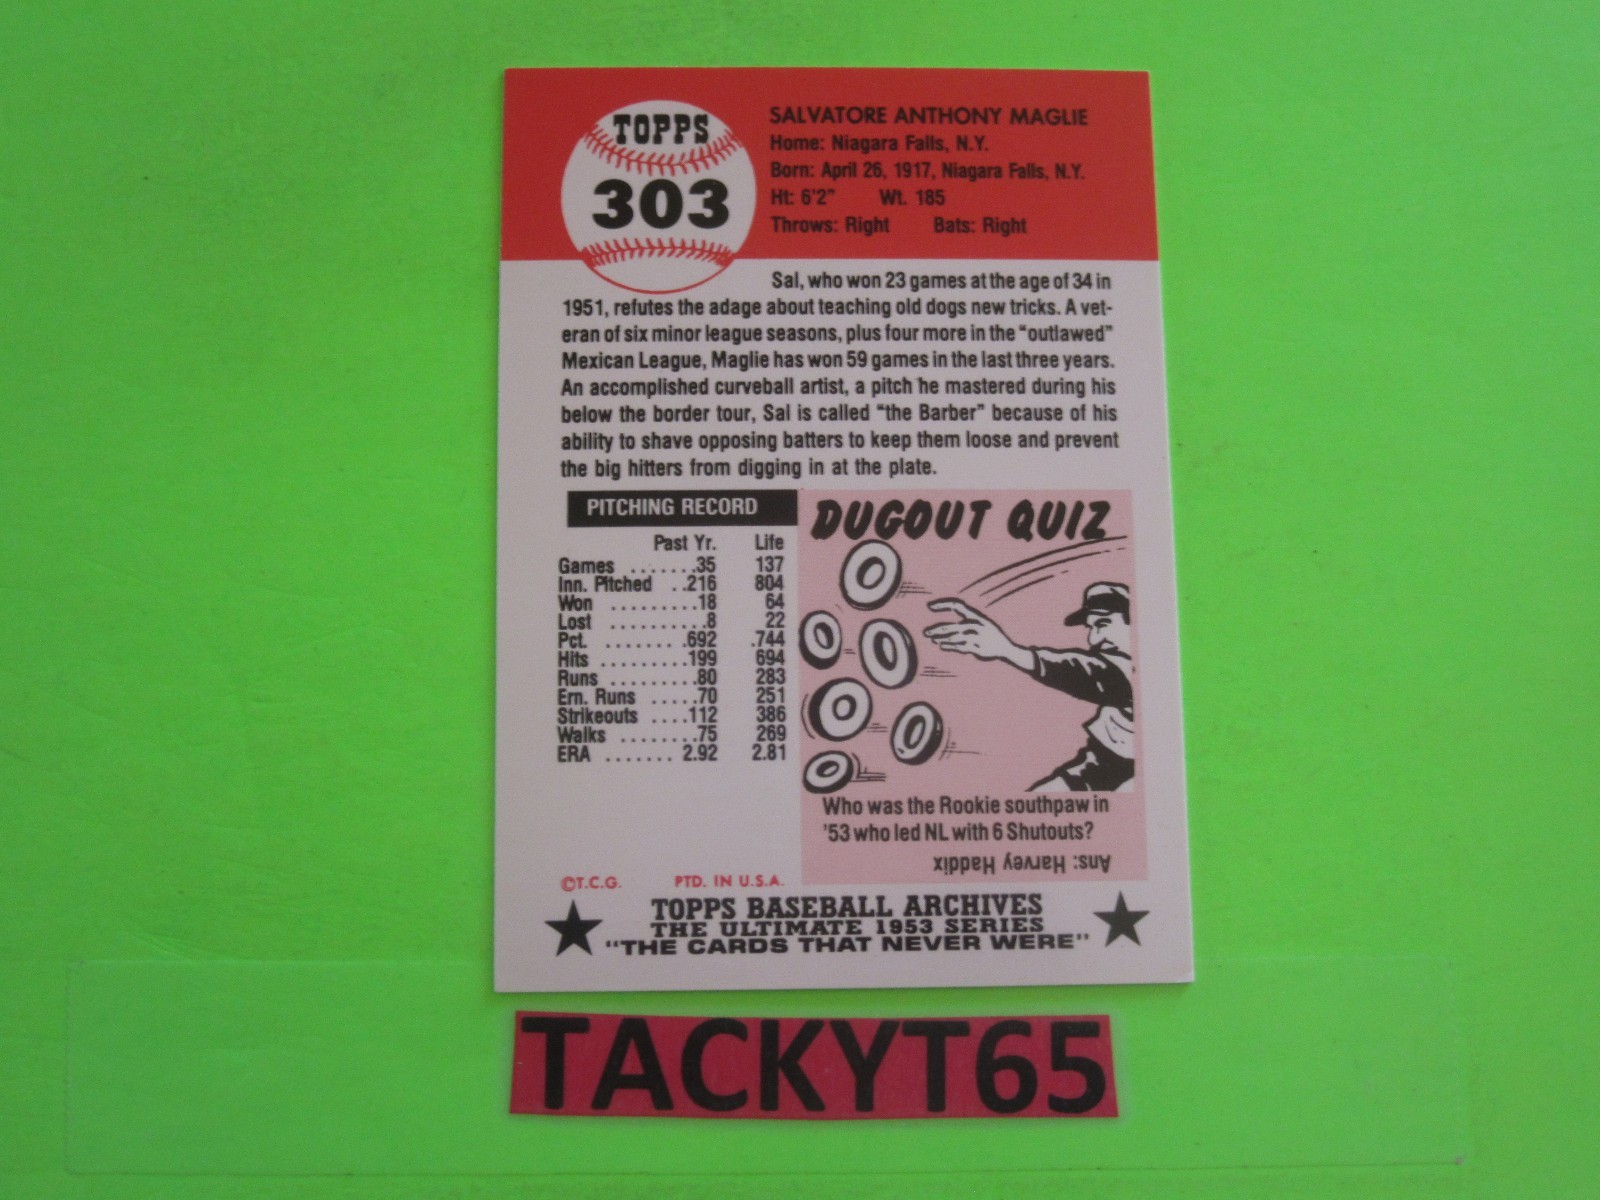 TOPPS
303
SALVATORE ANTHONY MAGLIE
Home: Niagara Falls, N.Y.
Born: April 26, 1917, Niagara Falls, N.Y.
Ht: 6'2" Wt. 185
Throws: Right Bats: Right
Sal, who won 23 games at the age of 34 in
1951, refutes the adage about teaching old dogs new tricks. A vet-
eran of six minor league seasons, plus four more in the "outlawed"
Mexican League, Maglie has won 59 games in the last three years.
An accomplished curveball artist, a pitch he mastered during his
below the border tour, Sal is called "the Barber" because of his
ability to shave opposing batters to keep them loose and prevent
the big hitters from digging in at the plate.
PITCHING RECORD
Past Yr. Life
Games .......35 137
Inn. Pitched ..216 804
Won .........18 64
Lost ..........8 22
Pct. ........692 .744
Hits .........199 694
Runs ........80 283
Ern. Runs .....70 251
Strikeouts ....112 386
Walks ........75 269
ERA ....... 2.92 2.81
DUGOUT QUIZ
Who was the Rookie southpaw in
'53 who led NL with 6 Shutouts?
Ans: Harvey Haddix
©T.C.G. PTD. IN U.S.A.
TOPPS BASEBALL ARCHIVES
THE ULTIMATE 1953 SERIES
"THE CARDS THAT NEVER WERE"
TACKYT65